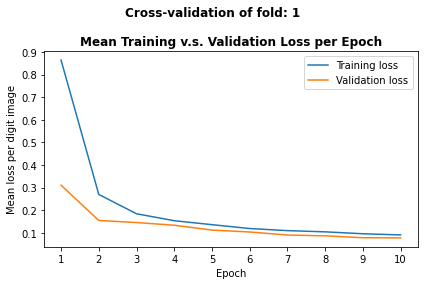 Cross-validation of fold: 1
Mean Training v.s. Validation Loss per Epoch
Training loss
Validation loss
Mean loss per digit image
0.9
0.8
0.7
0.6
0.5
0.4
0.3
0.2
0.1
1 2 3 4 5 6 7 8 9 10
Epoch